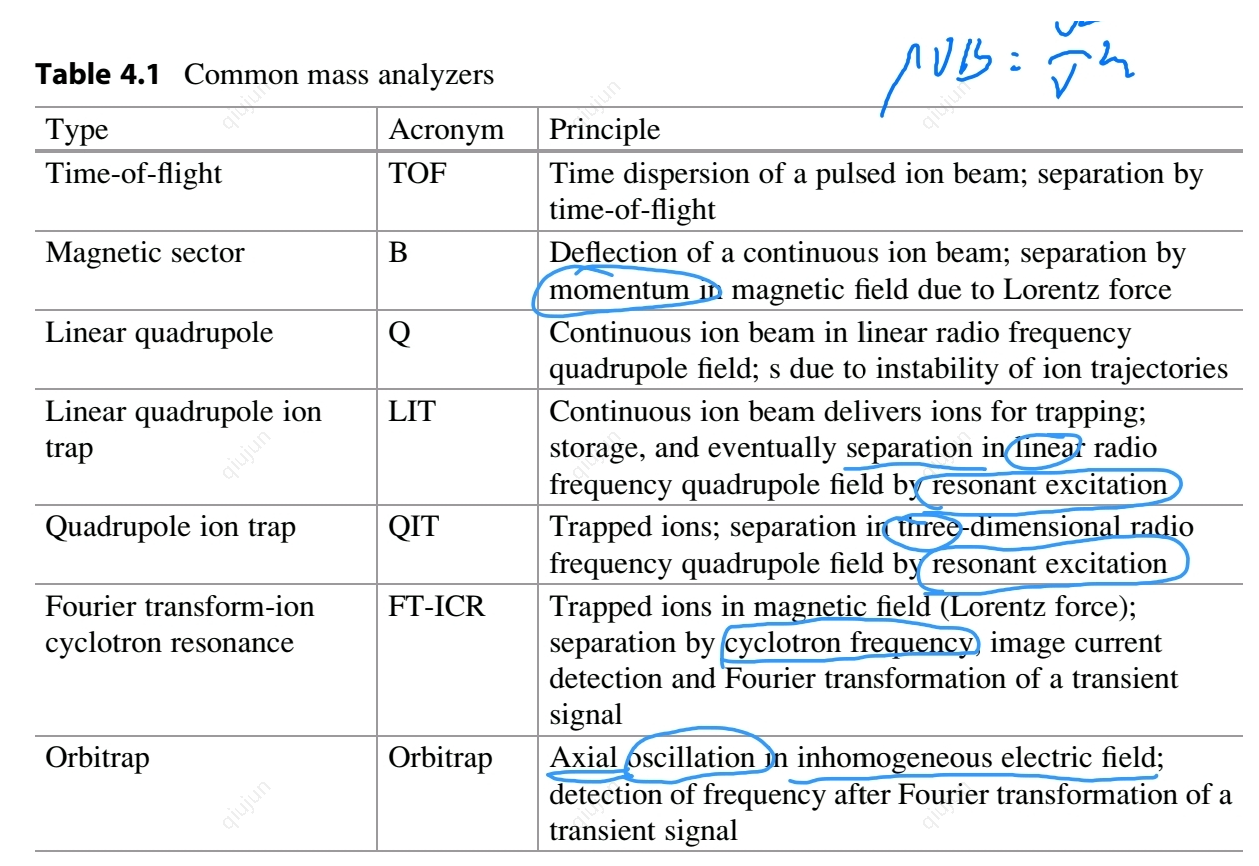 Table 4.1 Common mass analyzers
Type Acronym Principle
Time-of-flight TOF Time dispersion of a pulsed ion beam; separation by
time-of-flight
Magnetic sector B Deflection of a continuous ion beam; separation by
momentum in magnetic field due to Lorentz force
Linear quadrupole Q Continuous ion beam in linear radio frequency
quadrupole field; s due to instability of ion trajectories
Linear quadrupole ion LIT Continuous ion beam delivers ions for trapping;
trap storage, and eventually separation in linear radio
frequency quadrupole field by resonant excitation
Quadrupole ion trap QIT Trapped ions; separation in three-dimensional radio
frequency quadrupole field by resonant excitation
Fourier transform-ion FT-ICR Trapped ions in magnetic field (Lorentz force);
cyclotron resonance separation by cyclotron frequency, image current
detection and Fourier transformation of a transient
signal
Orbitrap Orbitrap Axial oscillation in inhomogeneous electric field;
detection of frequency after Fourier transformation of a
transient signal
qiujun
qiujun
qiujun
qiujun
qiujun
qiujun
qiujun
qiujun
qiujun